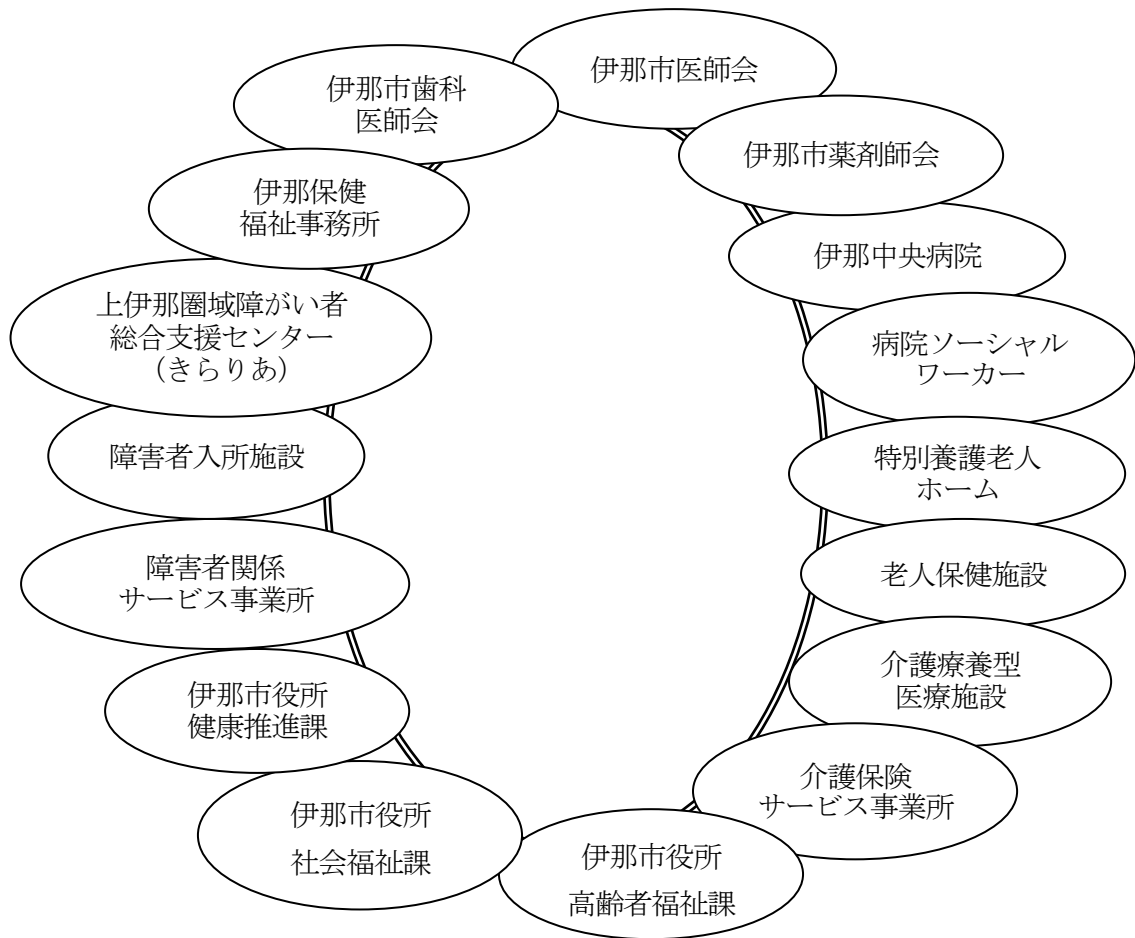 伊那市医師会
伊那市歯科
医師会
伊那市薬剤師会
伊那保健
福祉事務所
伊那中央病院
上伊那圏域障がい者
総合支援センター
（きらりあ）
病院ソーシャル
ワーカー
障害者入所施設
特別養護老人
ホーム
障害者関係
サービス事業所
老人保健施設
伊那市役所
健康推進課
介護療養型
医療施設
介護保険
サービス事業所
伊那市役所
社会福祉課
伊那市役所
高齢者福祉課